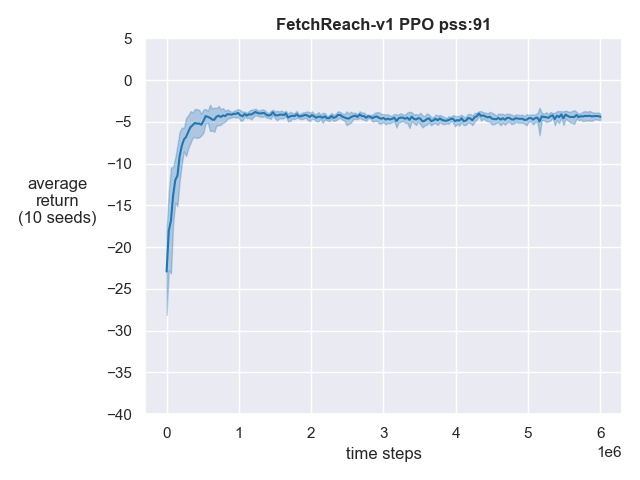 FetchReach-v1 PPO pss:91
5
0
−5
−10
−15
−20
−25
−30
−35
−40
average
return
(10 seeds)
0 1 2 3 4 5 6
time steps
1e6